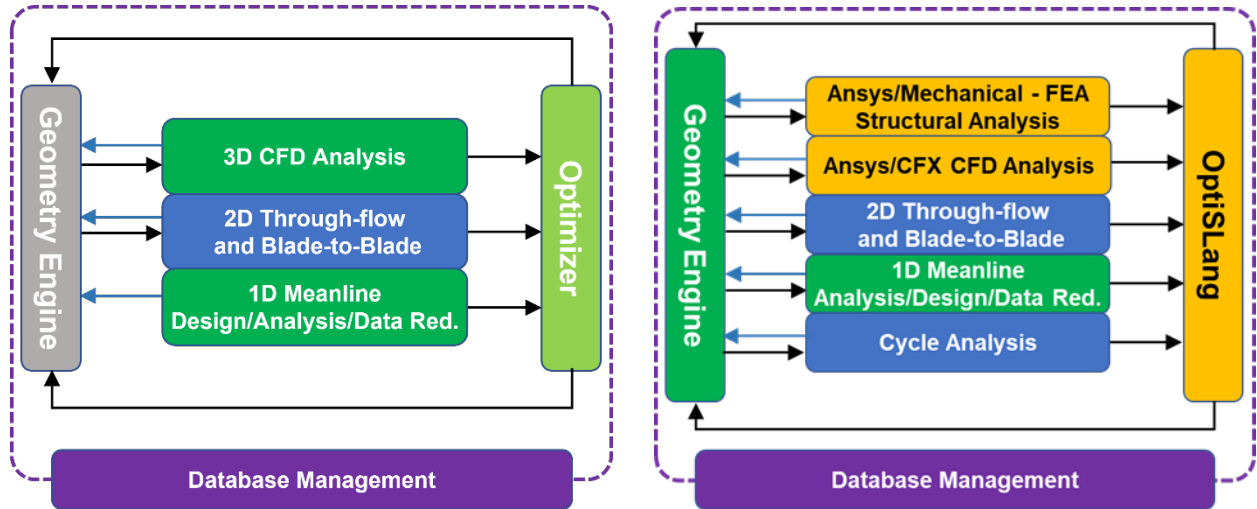 Geometry Engine
3D CFD Analysis
2D Through-flow
and Blade-to-Blade
1D Meanline
Design/Analysis/Data Red.
Optimizer
Database Management
Geometry Engine
Ansys/Mechanical - FEA
Structural Analysis
Ansys/CFX CFD Analysis
2D Through-flow
and Blade-to-Blade
1D Meanline
Analysis/Design/Data Red.
Cycle Analysis
OptiSLang
Database Management